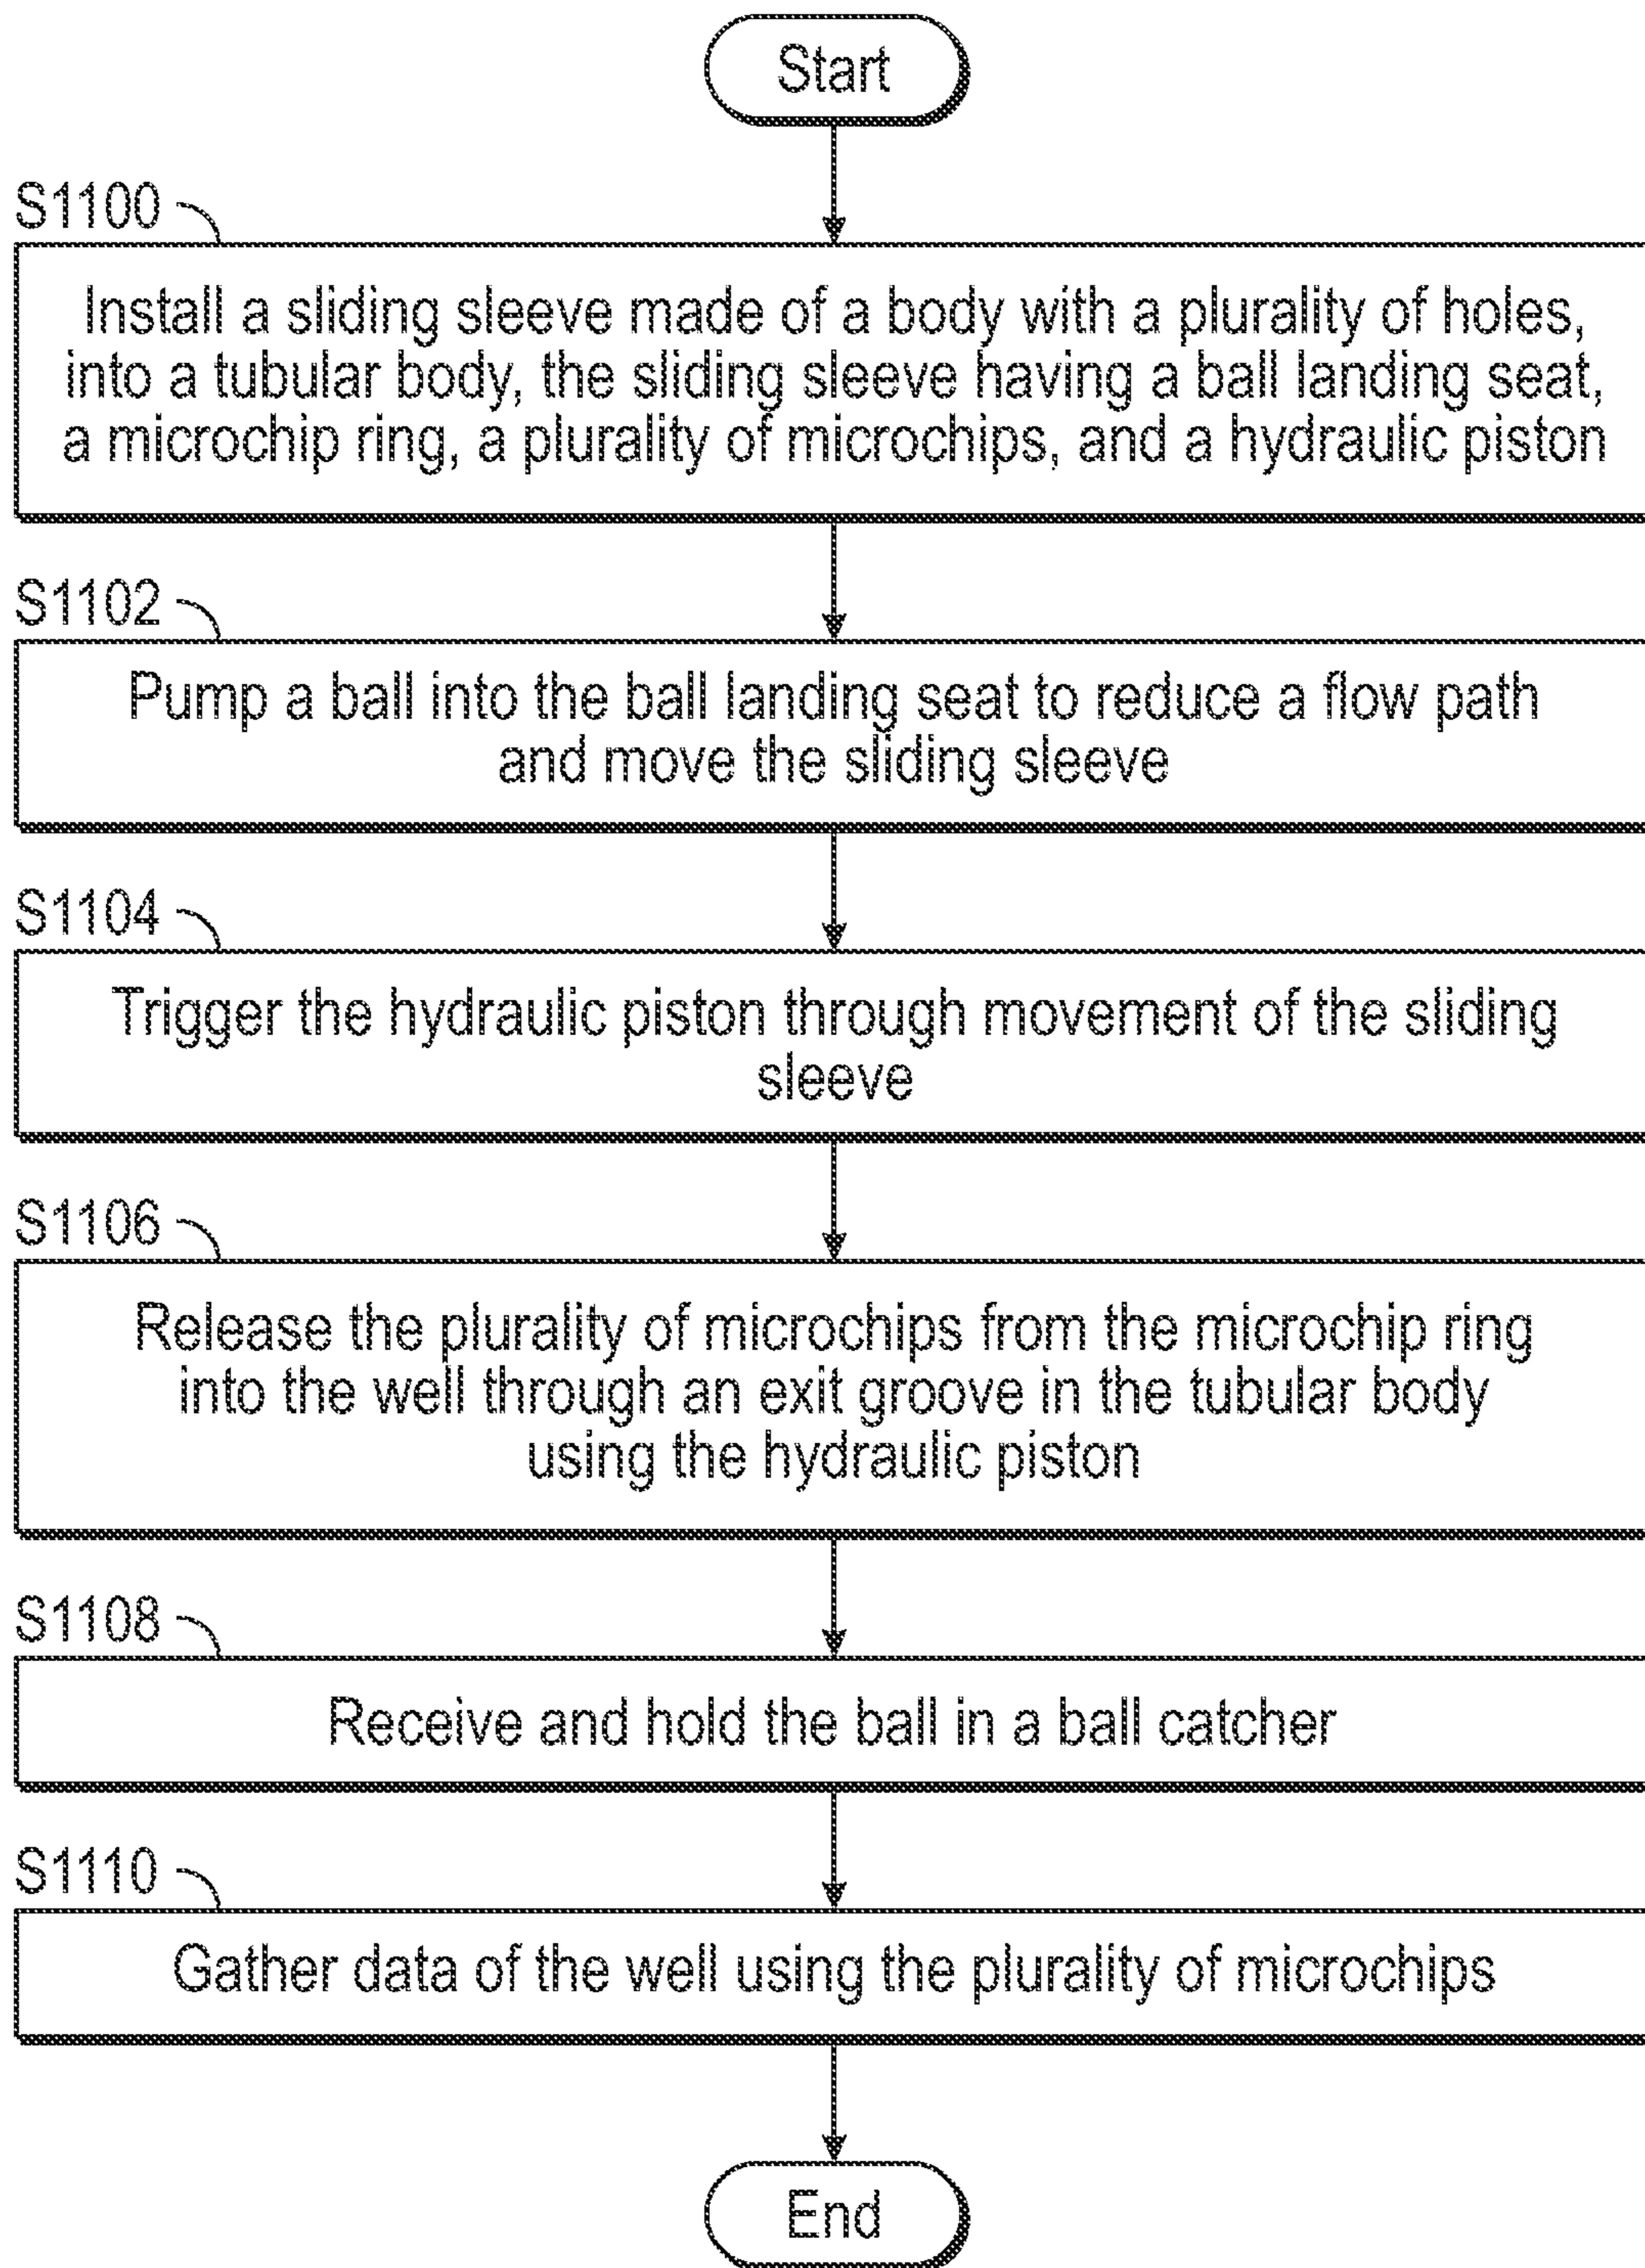 Start
S1100
Install a sliding sleeve made of a body with a plurality of holes,
into a tubular body, the sliding sleeve having a ball landing seat,
a microchip ring, a plurality of microchips, and a hydraulic piston
S1102
Pump a ball into the ball landing seat to reduce a flow path
and move the sliding sleeve
S1104
Trigger the hydraulic piston through movement of the sliding
sleeve
S1106
Release the plurality of microchips from the microchip ring
into the well through an exit groove in the tubular body
using the hydraulic piston
S1108
Receive and hold the ball in a ball catcher
S1110
Gather data of the well using the plurality of microchips
End